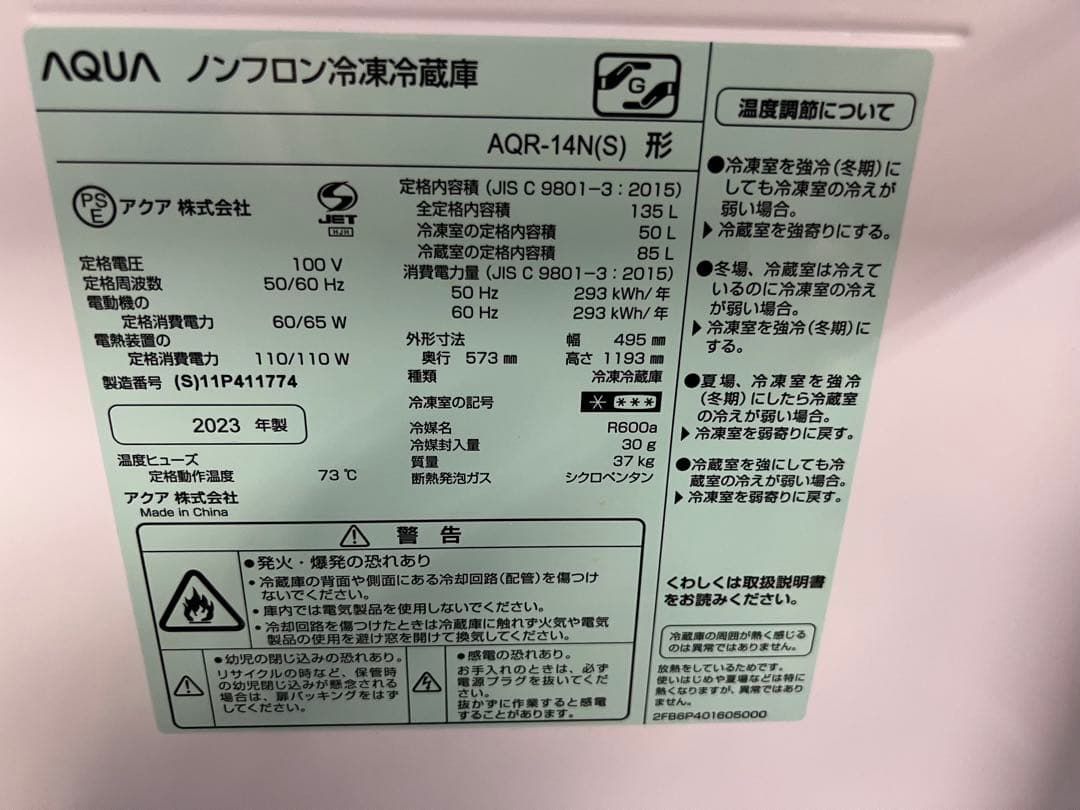 AQUA ノンフロン冷凍冷蔵庫
G
AQR-14N(S) 形
PS
E
アクア 株式会社
S
JET
HJH
定格電圧 100 V
定格周波数 50/60 Hz
電動機の
定格消費電力 60/65 W
電熱装置の
定格消費電力 110/110 W
製造番号 (S)11P411774
2023 年製
温度ヒューズ
定格動作温度 73 ℃
アクア 株式会社
Made in China
定格内容積 (JIS C 9801-3:2015)
全定格内容積 135 L
冷凍室の定格内容積 50 L
冷蔵室の定格内容積 85 L
消費電力量 (JIS C 9801-3:2015)
50 Hz 293 kWh/年
60 Hz 293 kWh/年
外形寸法 幅 495 ㎜
奥行 573 ㎜ 高さ 1193 ㎜
種類 冷凍冷蔵庫
冷凍室の記号 * ***
冷媒名 R600a
冷媒封入量 30 g
質量 37 kg
断熱発泡ガス シクロペンタン
警告
●発火・爆発の恐れあり
・冷蔵庫の背面や側面にある冷却回路(配管)を傷つけ
ないでください。
・庫内では電気製品を使用しないでください。
・冷却回路を傷つけたときは冷蔵庫に触れず火気や電気
製品の使用を避け窓を開けて換気してください。
●幼児の閉じ込みの恐れあり。
リサイクルの時など、保管時
の幼児閉じ込みが懸念される
場合は、扉パッキングをはず
してください。
●感電の恐れあり。
お手入れのときは、必ず
電源プラグを抜いてくだ
さい。
抜かずに作業すると感電
することがあります。
温度調節について
●冷凍室を強冷(冬期)に
しても冷凍室の冷えが
弱い場合。
▶冷蔵室を強寄りにする。
●冬場、冷蔵室は冷えて
いるのに冷凍室の冷え
が弱い場合。
▶冷凍室を強冷(冬期)に
する。
●夏場、冷凍室を強冷
(冬期)にしたら冷蔵室
の冷えが弱い場合。
▶冷凍室を弱寄りに戻す。
●冷蔵室を強にしても冷
蔵室の冷えが弱い場合。
▶冷凍室を弱寄りに戻す。
くわしくは取扱説明書
をお読みください。
冷蔵庫の周囲が熱く感じる
のは異常ではありません。
放熱をしているためです。
使いはじめや夏場などは特に
熱くなりますが、異常ではあり
ません。
2FB6P401605000